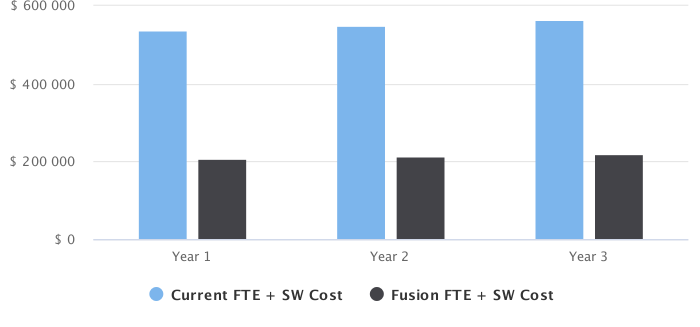 $ 600 000
$ 400 000
$ 200 000
$ 0
Year 1 Year 2 Year 3
Current FTE + SW Cost Fusion FTE + SW Cost